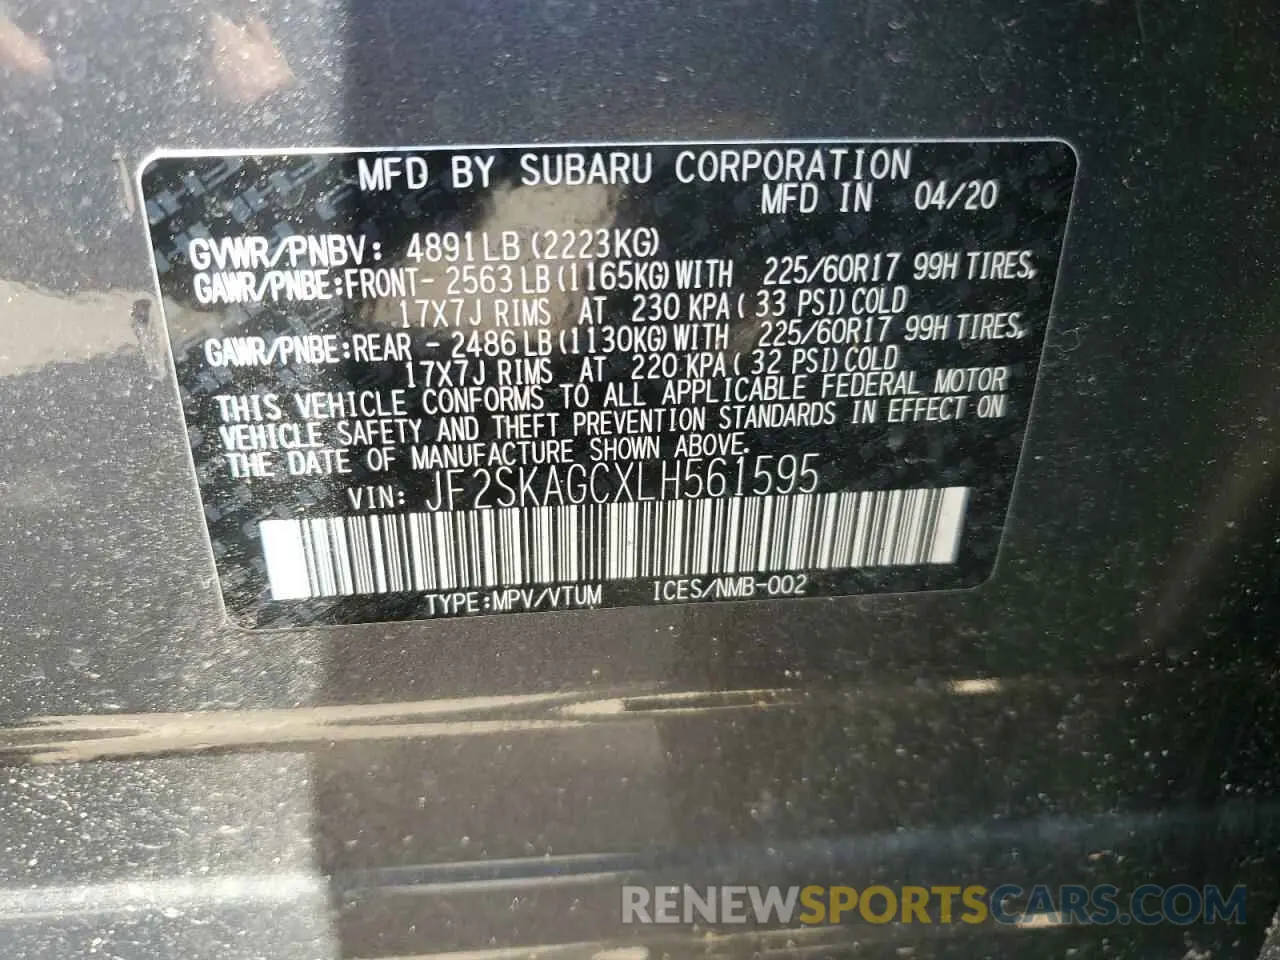 MFD BY SUBARU CORPORATION
MFD IN 04/20
GVWR/PNBV: 4891LB (2223KG)
GAWR/PNBE:FRONT- 2563LB(1165KG)WITH 225/60R17 99H TIRES,
17X7J RIMS AT 230 KPA( 33 PSI)COLD
GAWR/PNBE:REAR - 2486LB(1130KG)WITH 225/60R17 99H TIRES,
17X7J RIMS AT 220 KPA( 32 PSI)COLD
THIS VEHICLE CONFORMS TO ALL APPLICABLE FEDERAL MOTOR
VEHICLE SAFETY AND THEFT PREVENTION STANDARDS IN EFFECT ON
THE DATE OF MANUFACTURE SHOWN ABOVE.
VIN: JF2SKAGCXLH561595
TYPE:MPV/VTUM ICES/NMB-002
RENEWSPORTSCARS.COM